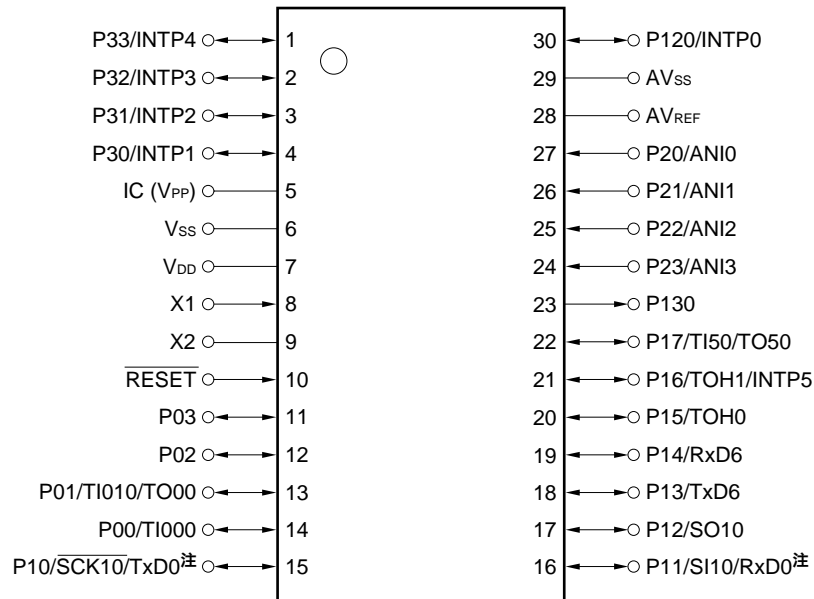 P33/INTP4 1 30 P120/INTP0
P32/INTP3 2 29 AVSS
P31/INTP2 3 28 AVREF
P30/INTP1 4 27 P20/ANI0
IC (VPP) 5 26 P21/ANI1
VSS 6 25 P22/ANI2
VDD 7 24 P23/ANI3
X1 8 23 P130
X2 9 22 P17/TI50/TO50
RESET 10 21 P16/TOH1/INTP5
P03 11 20 P15/TOH0
P02 12 19 P14/RxD6
P01/TI010/TO00 13 18 P13/TxD6
P00/TI000 14 17 P12/SO10
P10/SCK10/TxD0注 15 16 P11/SI10/RxD0注